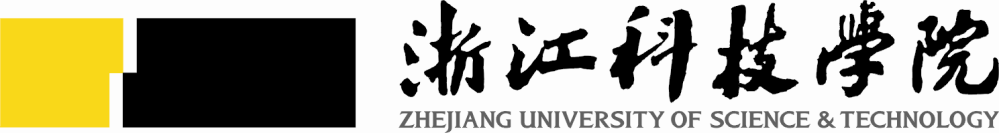 浙江科技學院
ZHEJIANG UNIVERSITY OF SCIENCE & TECHNOLOGY